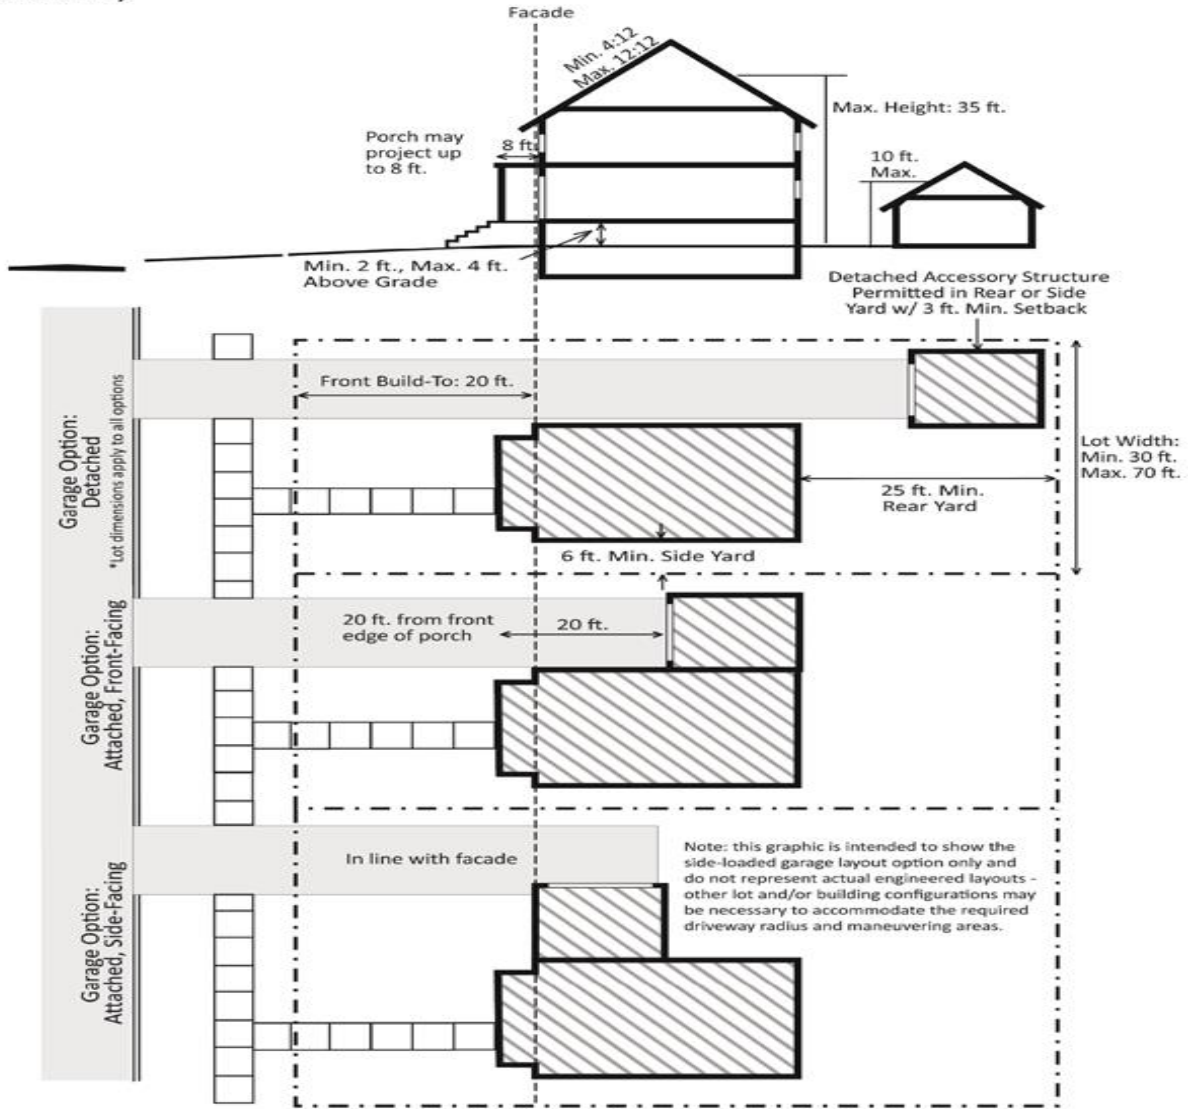 Facade
Min. 4:12
Max. 12:12
Max. Height: 35 ft.
Porch may
project up
to 8 ft.
8 ft.
10 ft.
Max.
Min. 2 ft., Max. 4 ft.
Above Grade
Detached Accessory Structure
Permitted in Rear or Side
Yard w/ 3 ft. Min. Setback
Garage Option:
Detached
*Lot dimensions apply to all options
Front Build-To: 20 ft.
Lot Width:
Min. 30 ft.
Max. 70 ft.
25 ft. Min.
Rear Yard
6 ft. Min. Side Yard
Garage Option:
Attached, Front-Facing
20 ft. from front
edge of porch
20 ft.
Garage Option:
Attached, Side-Facing
In line with facade
Note: this graphic is intended to show the
side-loaded garage layout option only and
do not represent actual engineered layouts -
other lot and/or building configurations may
be necessary to accommodate the required
driveway radius and maneuvering areas.